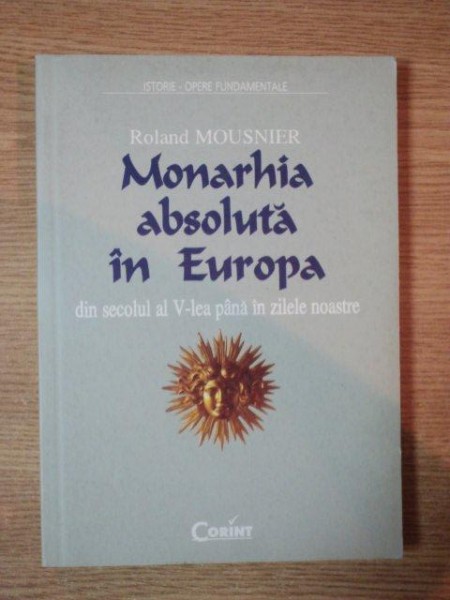 ISTORIE - OPERE FUNDAMENTALE
Roland MOUSNIER
Monarhia
absolută
în Europa
din secolul al V-lea până în zilele noastre
CORINT